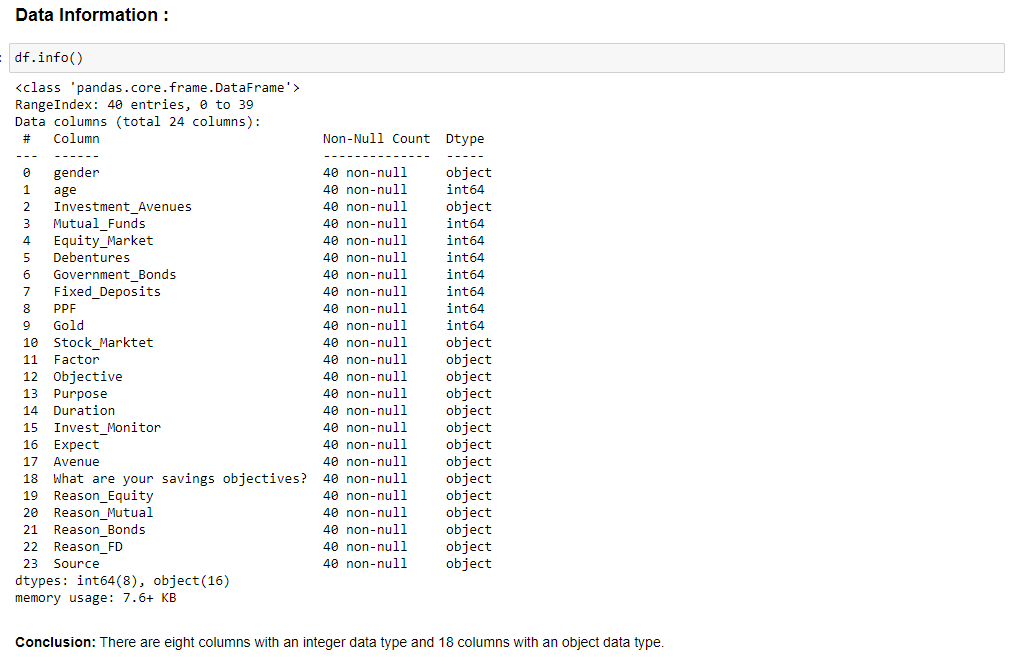 Data Information :
: df.info()
<class 'pandas.core.frame.DataFrame'>
RangeIndex: 40 entries, 0 to 39
Data columns (total 24 columns):
 #   Column                             Non-Null Count  Dtype
---  ------                             --------------  -----
 0   gender                             40 non-null     object
 1   age                                40 non-null     int64
 2   Investment_Avenues                 40 non-null     object
 3   Mutual_Funds                       40 non-null     int64
 4   Equity_Market                      40 non-null     int64
 5   Debentures                         40 non-null     int64
 6   Government_Bonds                   40 non-null     int64
 7   Fixed_Deposits                     40 non-null     int64
 8   PPF                                40 non-null     int64
 9   Gold                               40 non-null     int64
 10  Stock_Marktet                      40 non-null     object
 11  Factor                             40 non-null     object
 12  Objective                          40 non-null     object
 13  Purpose                            40 non-null     object
 14  Duration                           40 non-null     object
 15  Invest_Monitor                     40 non-null     object
 16  Expect                             40 non-null     object
 17  Avenue                             40 non-null     object
 18  What are your savings objectives?  40 non-null     object
 19  Reason_Equity                      40 non-null     object
 20  Reason_Mutual                      40 non-null     object
 21  Reason_Bonds                       40 non-null     object
 22  Reason_FD                          40 non-null     object
 23  Source                             40 non-null     object
dtypes: int64(8), object(16)
memory usage: 7.6+ KB
Conclusion: There are eight columns with an integer data type and 18 columns with an object data type.